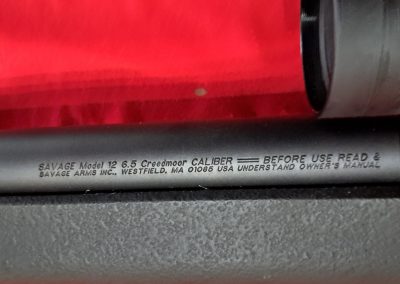 SAVAGE Model 12 6.5 Creedmoor CALIBER ═══ BEFORE USE READ &
SAVAGE ARMS INC., WESTFIELD, MA 01085 USA UNDERSTAND OWNER'S MANUAL